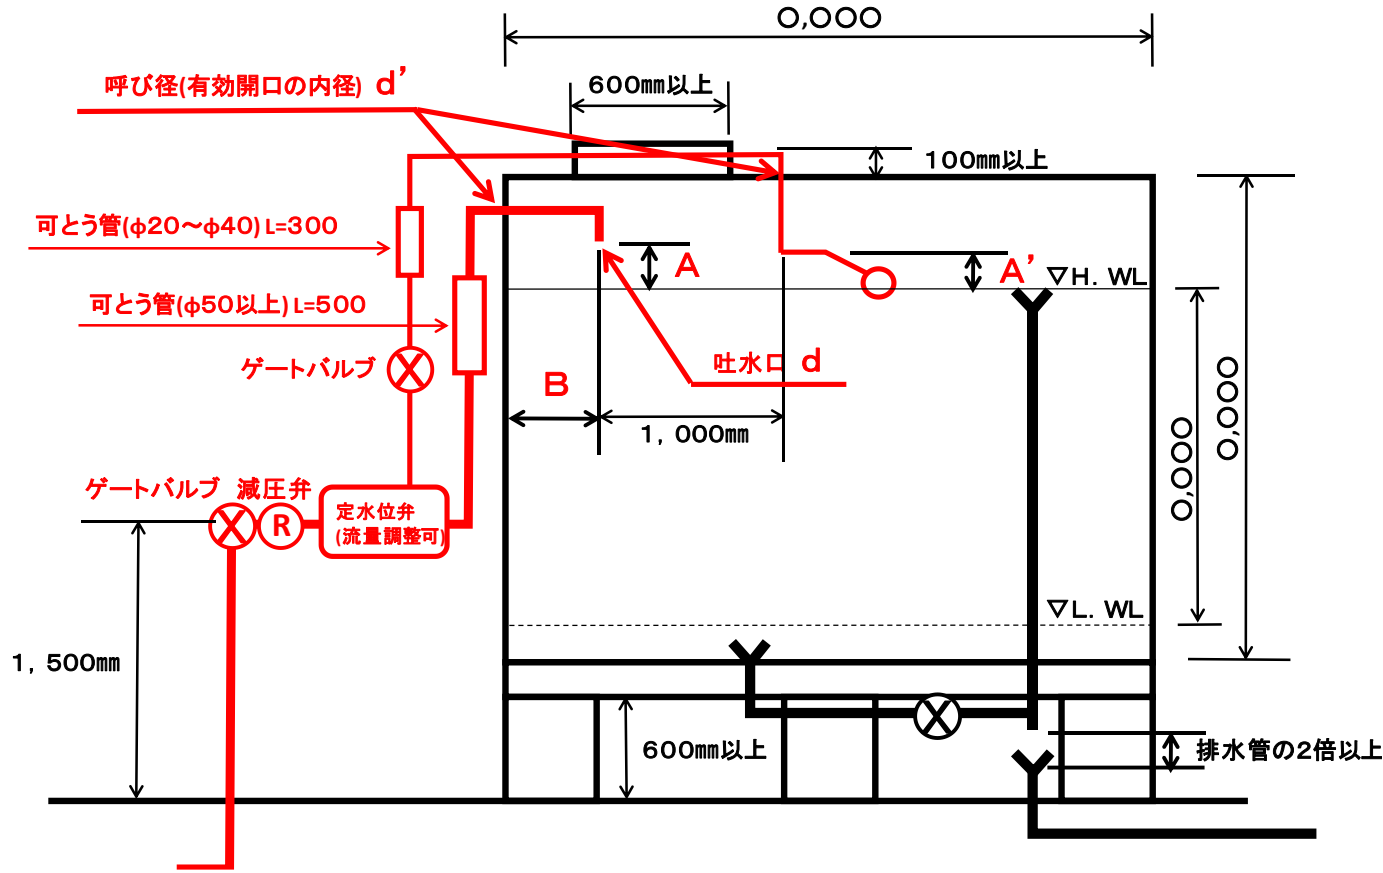 〇,〇〇〇
呼び径(有効開口の内径) d’
600mm以上
100mm以上
可とう管(φ20～φ40) L=300
A
A’
▽H. WL
可とう管(φ50以上) L=500
ゲートバルブ
吐水口 d
B
1, 000mm
〇,〇〇〇
〇,〇〇〇
ゲートバルブ 減圧弁
X
X
R
定水位弁
(流量調整可)
▽L. WL
1, 500mm
600mm以上
X
排水管の2倍以上